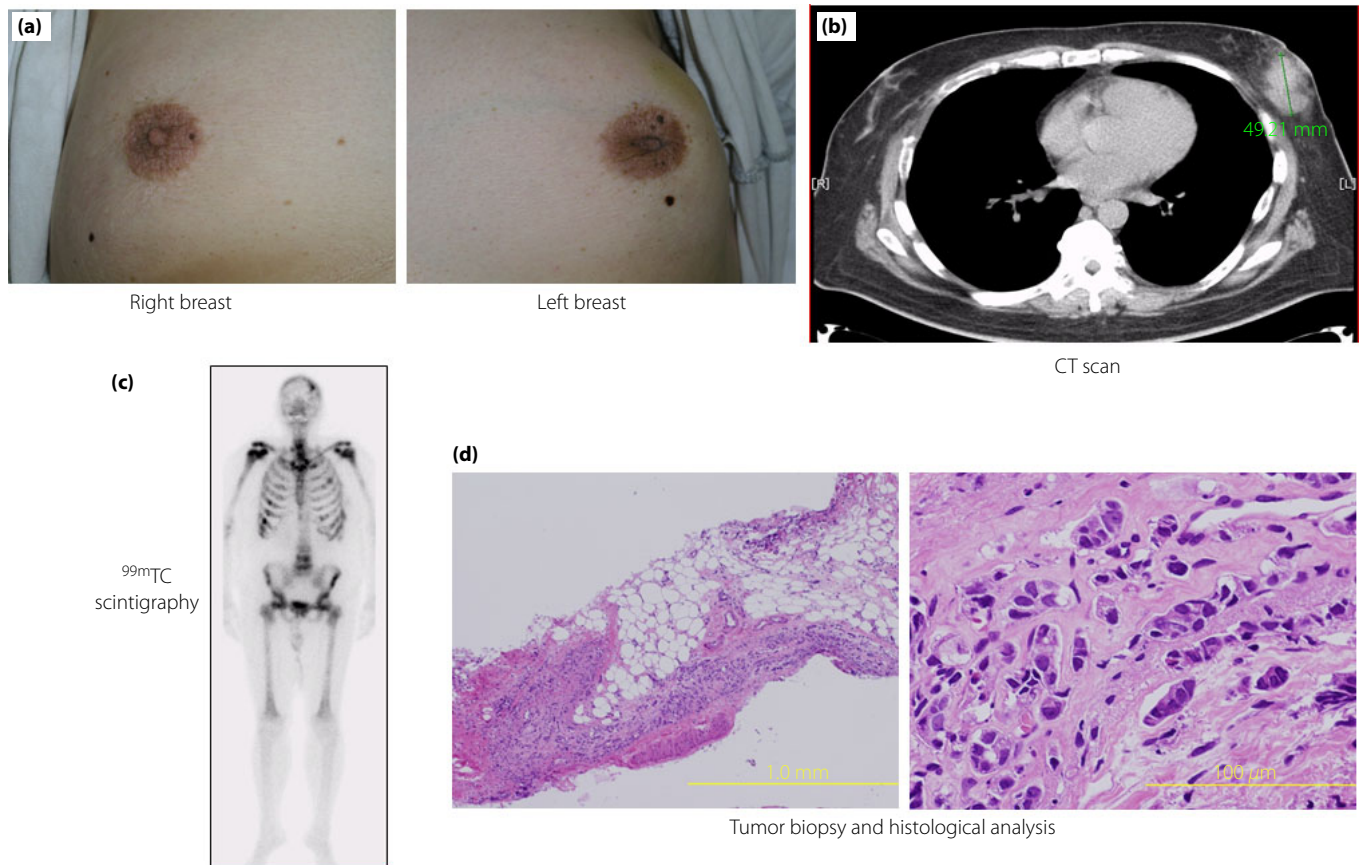 (a)
Right breast
Left breast
(b)
49.21 mm
[R]
[L]
CT scan
(c)
99mTC
scintigraphy
(d)
1.0 mm
100 µm
Tumor biopsy and histological analysis